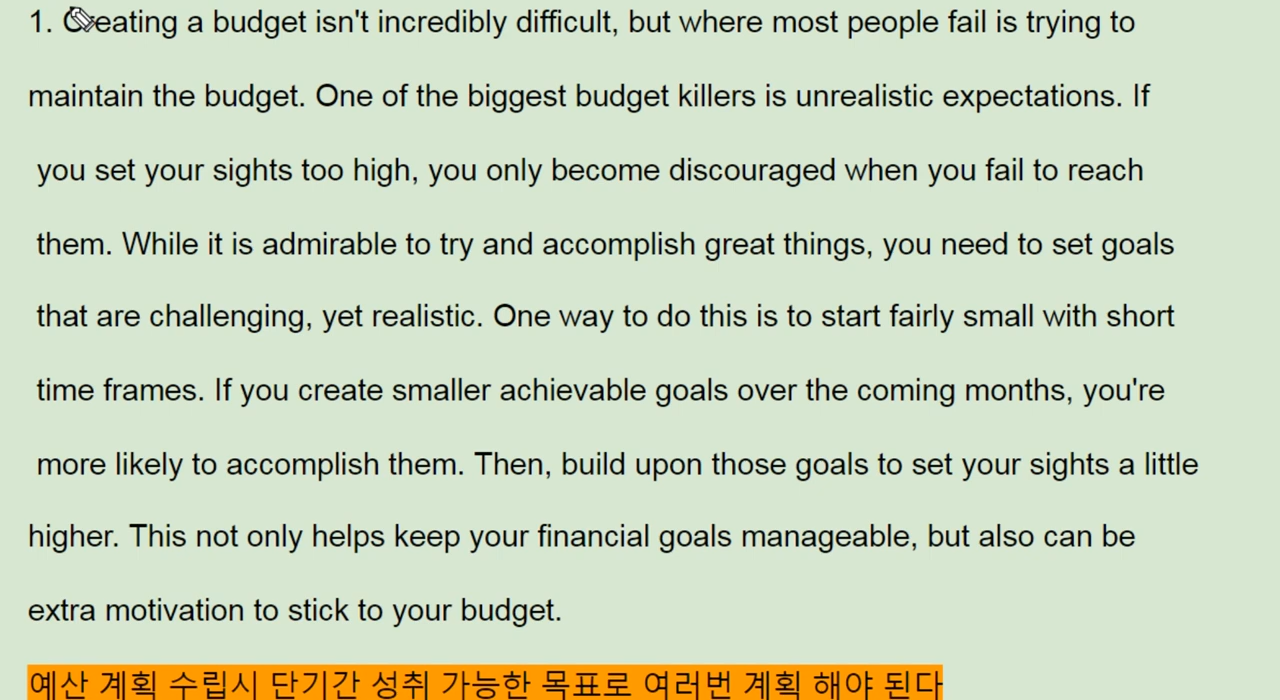 1. Creating a budget isn't incredibly difficult, but where most people fail is trying to
maintain the budget. One of the biggest budget killers is unrealistic expectations. If
you set your sights too high, you only become discouraged when you fail to reach
them. While it is admirable to try and accomplish great things, you need to set goals
that are challenging, yet realistic. One way to do this is to start fairly small with short
time frames. If you create smaller achievable goals over the coming months, you're
more likely to accomplish them. Then, build upon those goals to set your sights a little
higher. This not only helps keep your financial goals manageable, but also can be
extra motivation to stick to your budget.
예산 계획 수립시 단기간 성취 가능한 목표로 여러번 계획 해야 된다